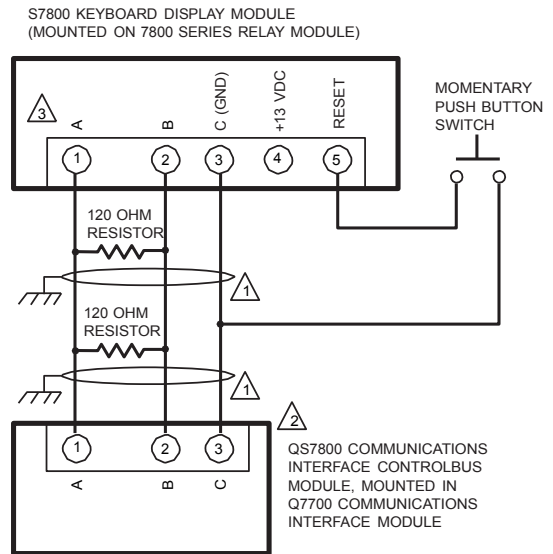 S7800 KEYBOARD DISPLAY MODULE
(MOUNTED ON 7800 SERIES RELAY MODULE)
MOMENTARY
PUSH BUTTON
SWITCH
3
A
B
C (GND)
+13 VDC
RESET
1
2
3
4
5
120 OHM
RESISTOR
1
120 OHM
RESISTOR
1
2
1
2
3
A
B
C
QS7800 COMMUNICATIONS
INTERFACE CONTROLBUS
MODULE, MOUNTED IN
Q7700 COMMUNICATIONS
INTERFACE MODULE